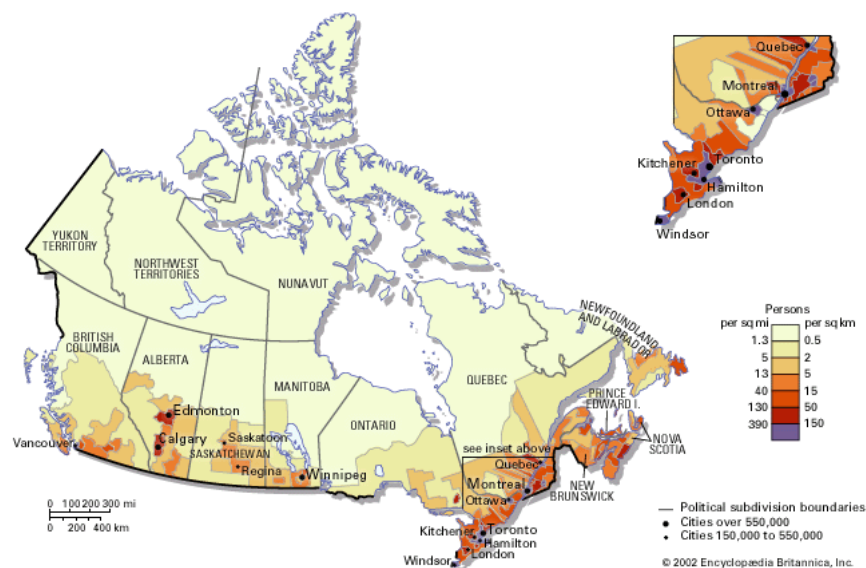 Quebec
Montreal
Ottawa
Kitchener
Toronto
Hamilton
London
Windsor
YUKON
TERRITORY
NORTHWEST
TERRITORIES
NUNAVUT
BRITISH
COLUMBIA
ALBERTA
MANITOBA
ONTARIO
QUEBEC
NEWFOUNDLAND
AND LABRADOR
PRINCE
EDWARD I.
NOVA
SCOTIA
NEW
BRUNSWICK
see inset above
Edmonton
Calgary
Vancouver
Saskatoon
SASKATCHEWAN
Regina
Winnipeg
Quebec
Montreal
Ottawa
Kitchener
Toronto
Hamilton
London
Windsor
Persons
per sq mi per sq km
1.3 0.5
5 2
13 5
40 15
130 50
390 150
0 100 200 300 mi
0 200 400 km
Political subdivision boundaries
Cities over 550,000
Cities 150,000 to 550,000
© 2002 Encyclopædia Britannica, Inc.